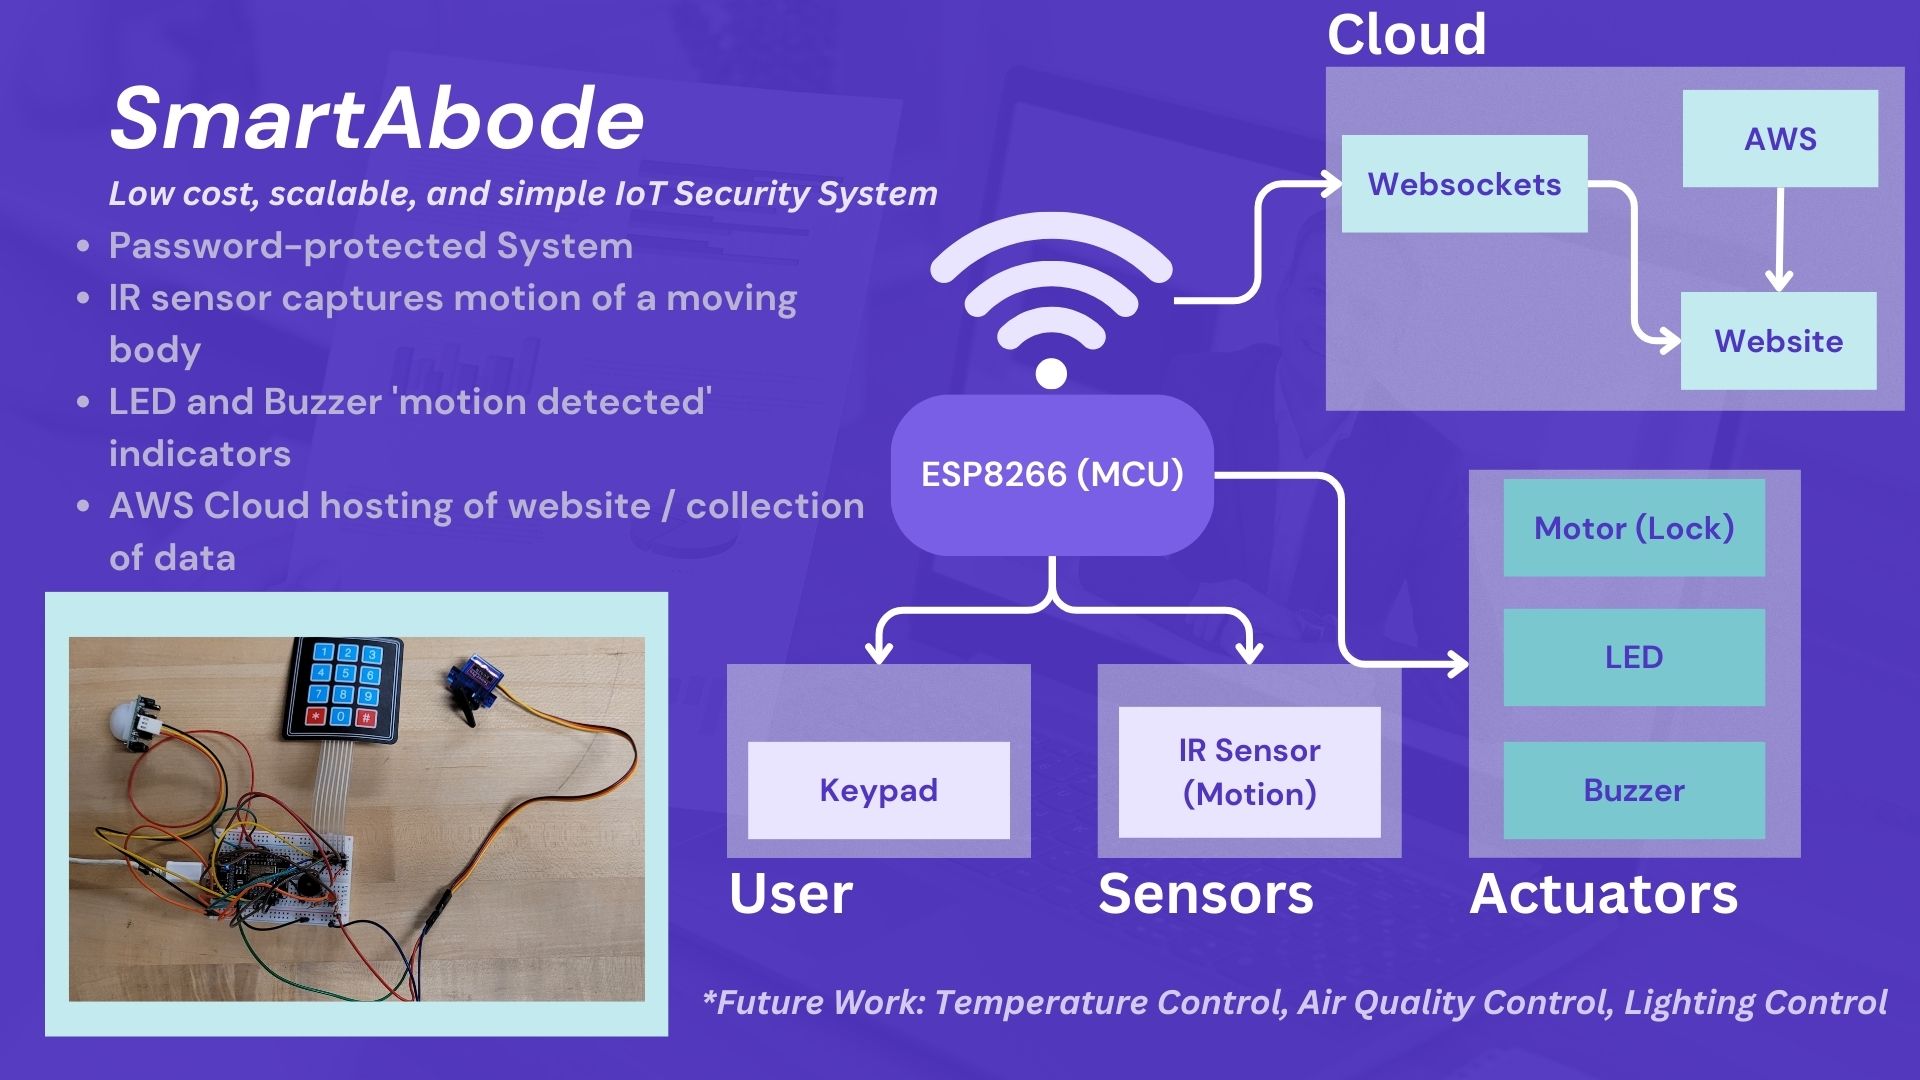 SmartAbode
Low cost, scalable, and simple IoT Security System
• Password-protected System
• IR sensor captures motion of a moving
body
• LED and Buzzer 'motion detected'
indicators
• AWS Cloud hosting of website / collection
of data
Cloud
AWS
Websockets
Website
ESP8266 (MCU)
Motor (Lock)
LED
Buzzer
Keypad
IR Sensor
(Motion)
User
Sensors
Actuators
1 2 3
4 5 6
7 8 9
* 0 #
*Future Work: Temperature Control, Air Quality Control, Lighting Control